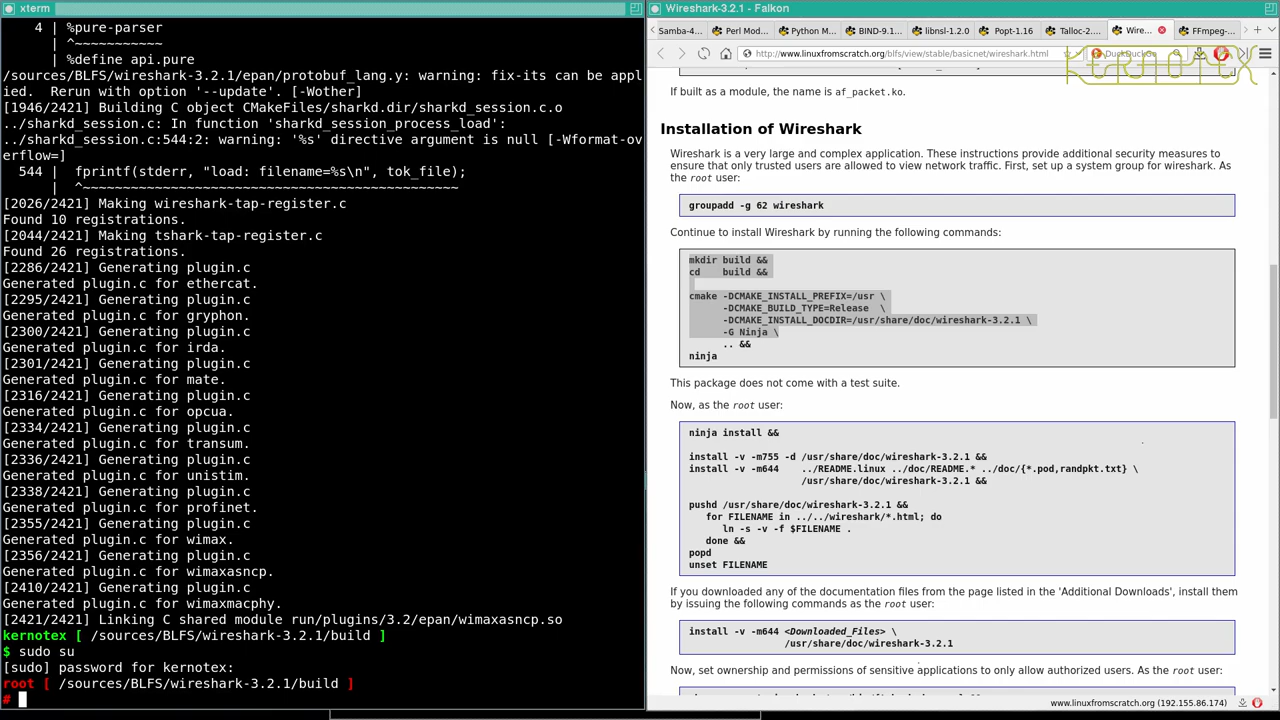 xterm
4 | %pure-parser
| ^~~~~~~~~~~~
| %define api.pure
/sources/BLFS/wireshark-3.2.1/epan/protobuf_lang.y: warning: fix-its can be appl
ied.  Rerun with option '--update'. [-Wother]
[1946/2421] Building C object CMakeFiles/sharkd.dir/sharkd_session.c.o
../sharkd_session.c: In function 'sharkd_session_process_load':
../sharkd_session.c:544:2: warning: '%s' directive argument is null [-Wformat-ov
erflow=]
544 |  fprintf(stderr, "load: filename=%s\n", tok_file);
|  ^~~~~~~~~~~~~~~~~~~~~~~~~~~~~~~~~~~~~~~~~~~~~~~~
[2026/2421] Making wireshark-tap-register.c
Found 10 registrations.
[2044/2421] Making tshark-tap-register.c
Found 26 registrations.
[2286/2421] Generating plugin.c
Generated plugin.c for ethercat.
[2295/2421] Generating plugin.c
Generated plugin.c for gryphon.
[2300/2421] Generating plugin.c
Generated plugin.c for irda.
[2301/2421] Generating plugin.c
Generated plugin.c for mate.
[2316/2421] Generating plugin.c
Generated plugin.c for opcua.
[2334/2421] Generating plugin.c
Generated plugin.c for transum.
[2336/2421] Generating plugin.c
Generated plugin.c for unistim.
[2338/2421] Generating plugin.c
Generated plugin.c for profinet.
[2355/2421] Generating plugin.c
Generated plugin.c for wimax.
[2356/2421] Generating plugin.c
Generated plugin.c for wimaxasncp.
[2410/2421] Generating plugin.c
Generated plugin.c for wimaxmacphy.
[2421/2421] Linking C shared module run/plugins/3.2/epan/wimaxasncp.so
kernotex [ /sources/BLFS/wireshark-3.2.1/build ]
$ sudo su
[sudo] password for kernotex:
root [ /sources/BLFS/wireshark-3.2.1/build ]
#
Wireshark-3.2.1 - Falkon
Samba-4... Perl Mod... Python M... BIND-9.1... libnsl-1.2.0 Popt-1.16 Talloc-2.... Wire... FFmpeg-...
http://www.linuxfromscratch.org/blfs/view/stable/basicnet/wireshark.html DuckDuckGo
KERNOTEX
If built as a module, the name is af_packet.ko.
Installation of Wireshark
Wireshark is a very large and complex application. These instructions provide additional security measures to
ensure that only trusted users are allowed to view network traffic. First, set up a system group for wireshark. As
the root user:
groupadd -g 62 wireshark
Continue to install Wireshark by running the following commands:
mkdir build &&
cd    build &&
cmake -DCMAKE_INSTALL_PREFIX=/usr \
-DCMAKE_BUILD_TYPE=Release  \
-DCMAKE_INSTALL_DOCDIR=/usr/share/doc/wireshark-3.2.1 \
-G Ninja \
.. &&
ninja
This package does not come with a test suite.
Now, as the root user:
ninja install &&
install -v -m755 -d /usr/share/doc/wireshark-3.2.1 &&
install -v -m644    ../README.linux ../doc/README.* ../doc/{*.pod,randpkt.txt} \
/usr/share/doc/wireshark-3.2.1 &&
pushd /usr/share/doc/wireshark-3.2.1 &&
for FILENAME in ../../wireshark/*.html; do
ln -s -v -f $FILENAME .
done &&
popd
unset FILENAME
If you downloaded any of the documentation files from the page listed in the 'Additional Downloads', install them
by issuing the following commands as the root user:
install -v -m644 <Downloaded_Files> \
/usr/share/doc/wireshark-3.2.1
Now, set ownership and permissions of sensitive applications to only allow authorized users. As the root user:
www.linuxfromscratch.org (192.155.86.174)